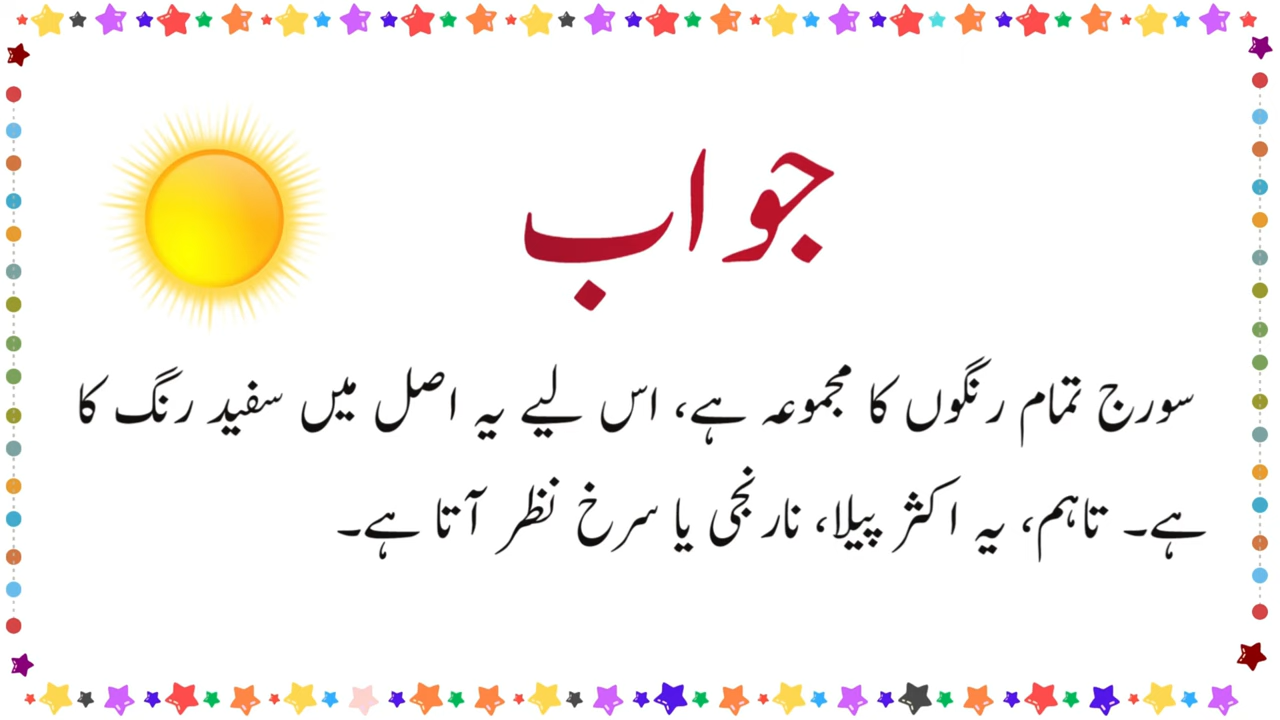 جواب
سورج تمام رنگوں کا مجموعہ ہے، اس لیے یہ اصل میں سفید رنگ کا
ہے۔ تاہم، یہ اکثر پیلا، نارنجی یا سرخ نظر آتا ہے۔